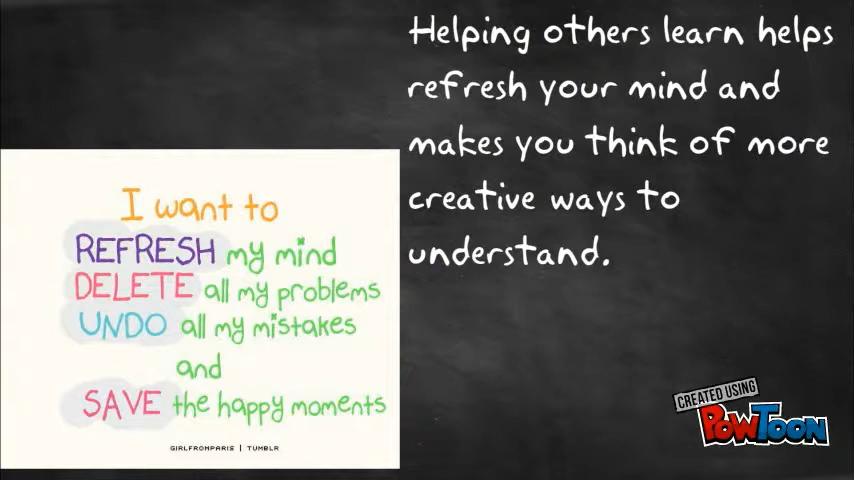 Helping others learn helps
refresh your mind and
makes you think of more
creative ways to
understand.
I want to
REFRESH my mind
DELETE all my problems
UNDO all my mistakes
and
SAVE the happy moments
GIRLFROMPARIS | TUMBLR
CREATED USING
POWTOON